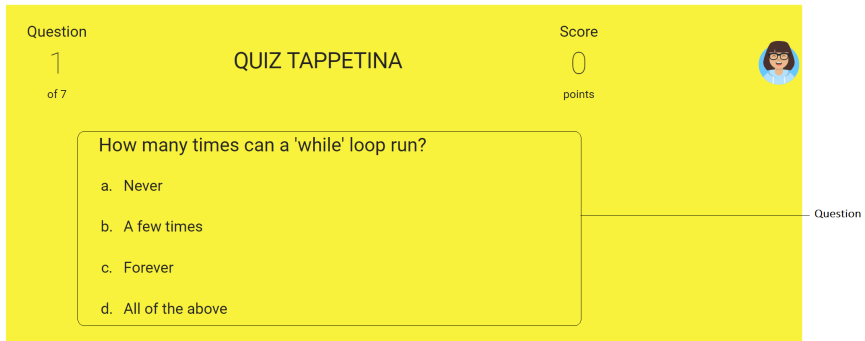 Question
1
of 7
QUIZ TAPPETINA
Score
0
points
How many times can a 'while' loop run?
a. Never
b. A few times
c. Forever
d. All of the above
Question